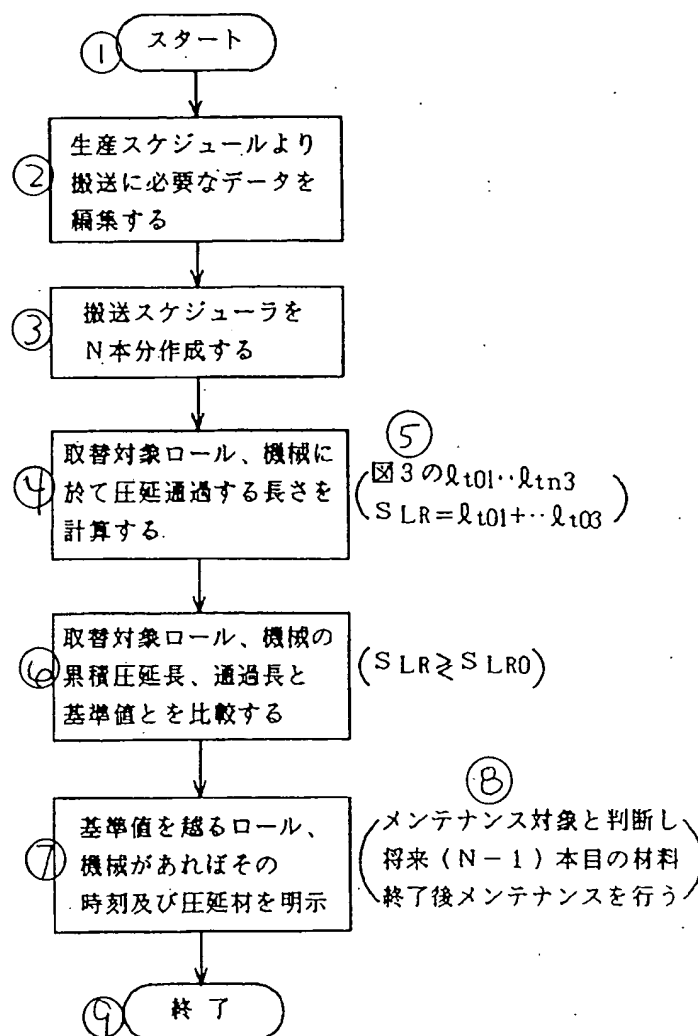 ① スタート
② 生産スケジュールより
搬送に必要なデータを
編集する
③ 搬送スケジューラを
N本分作成する
④ 取替対象ロール、機械に
於て圧延通過する長さを
計算する
⑤
図3のℓt01‥ℓtn3
SLR=ℓt01+‥ℓt03
⑥ 取替対象ロール、機械の
累積圧延長、通過長と
基準値とを比較する
(SLR≷SLR0)
⑦ 基準値を越るロール、
機械があればその
時刻及び圧延材を明示
⑧
メンテナンス対象と判断し
将来(N-1)本目の材料
終了後メンテナンスを行う
⑨ 終了